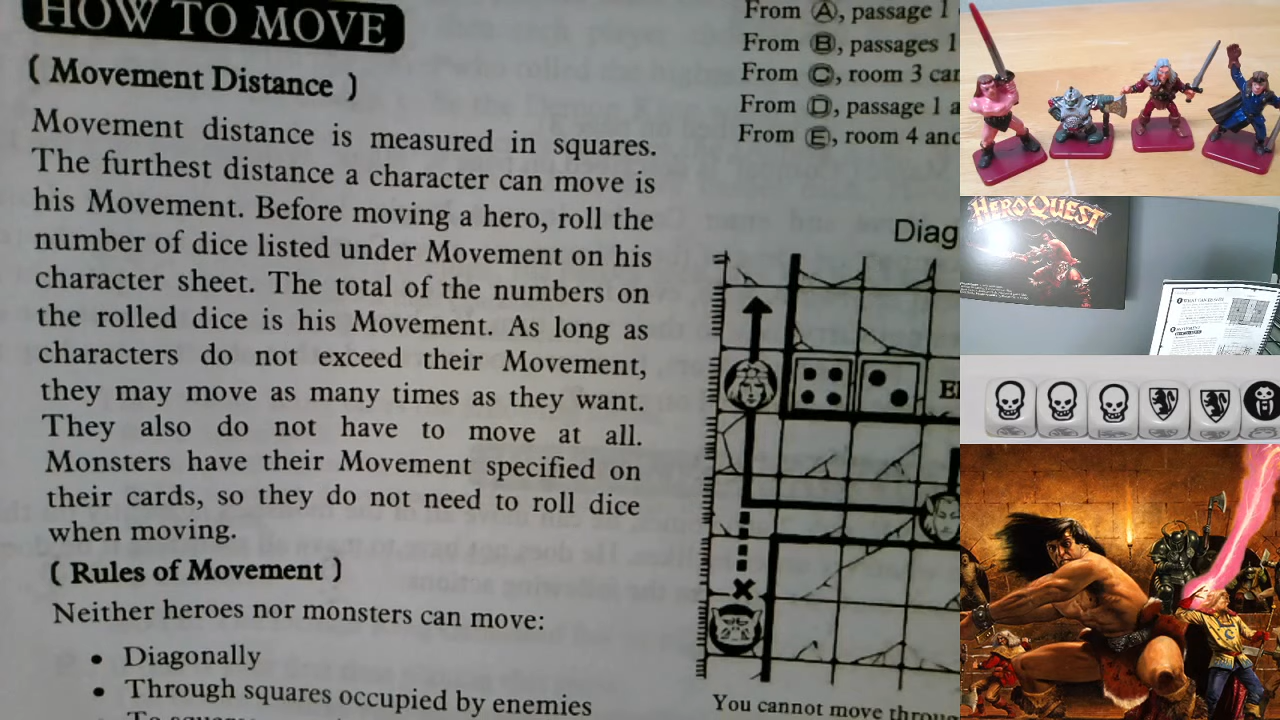 HOW TO MOVE
( Movement Distance )
Movement distance is measured in squares.
The furthest distance a character can move is
his Movement. Before moving a hero, roll the
number of dice listed under Movement on his
character sheet. The total of the numbers on
the rolled dice is his Movement. As long as
characters do not exceed their Movement,
they may move as many times as they want.
They also do not have to move at all.
Monsters have their Movement specified on
their cards, so they do not need to roll dice
when moving.
( Rules of Movement )
Neither heroes nor monsters can move:
• Diagonally
• Through squares occupied by enemies
From Ⓐ, passage 1
From Ⓑ, passages 1
From Ⓒ, room 3
From Ⓓ, passage 1
From Ⓔ, room 4 and
You cannot move
HEROQUEST